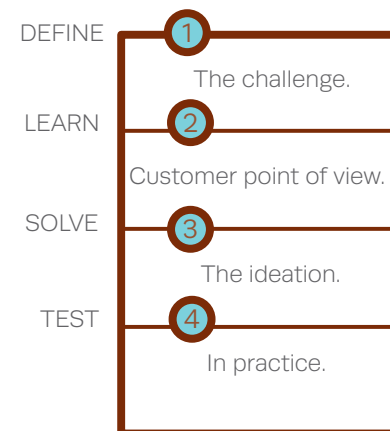 DEFINE 1
The challenge.
LEARN 2
Customer point of view.
SOLVE 3
The ideation.
TEST 4
In practice.